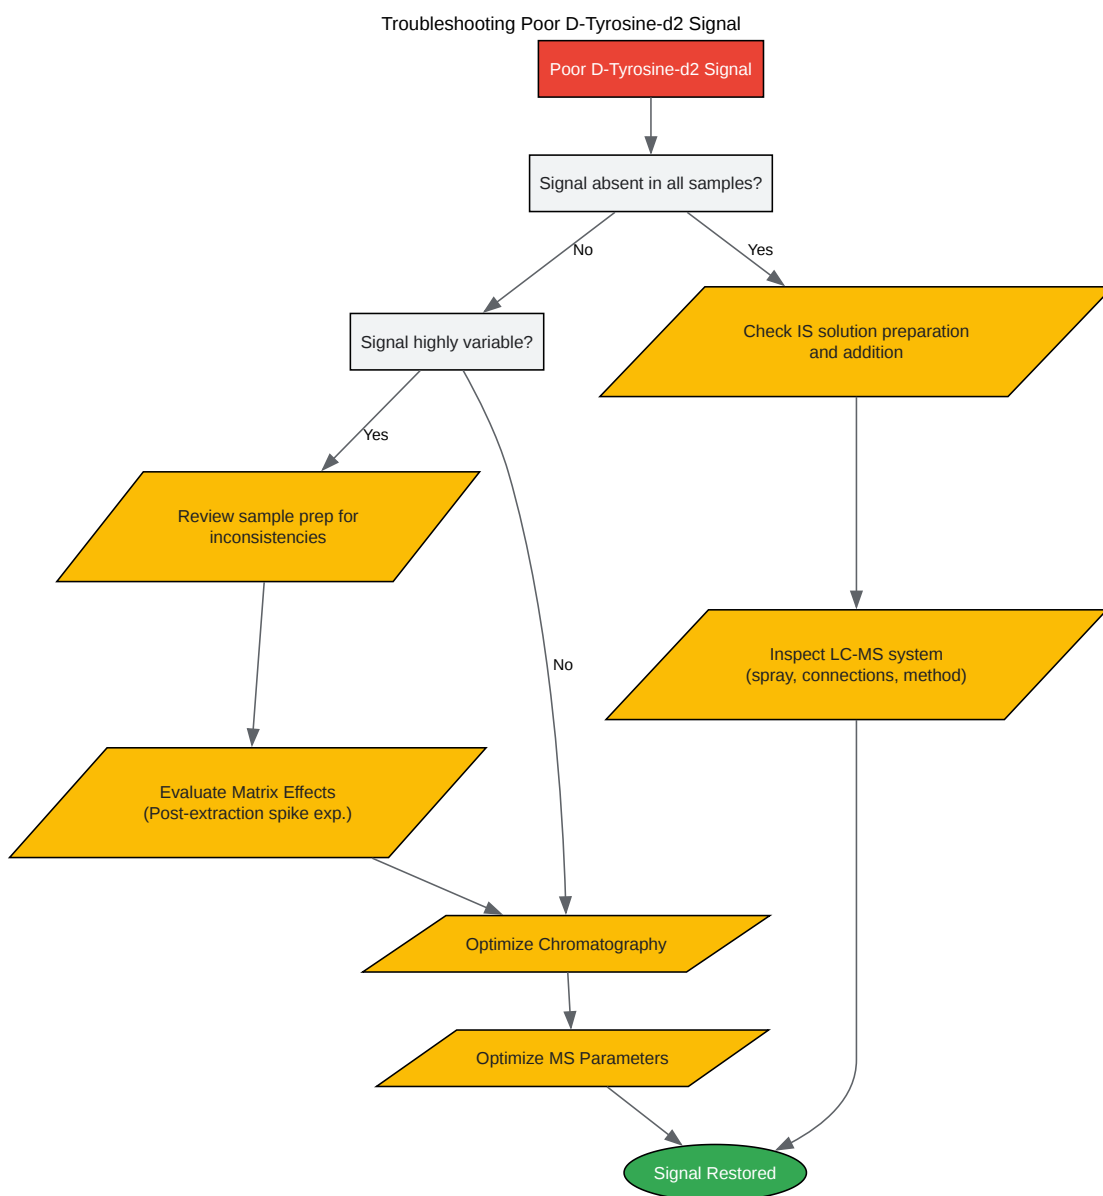 Troubleshooting Poor D-Tyrosine-d2 Signal
Poor D-Tyrosine-d2 Signal
Signal absent in all samples?
No
Yes
Signal highly variable?
Check IS solution preparation
and addition
Yes
Review sample prep for
inconsistencies
No
Inspect LC-MS system
(spray, connections, method)
Evaluate Matrix Effects
(Post-extraction spike exp.)
Optimize Chromatography
Optimize MS Parameters
Signal Restored